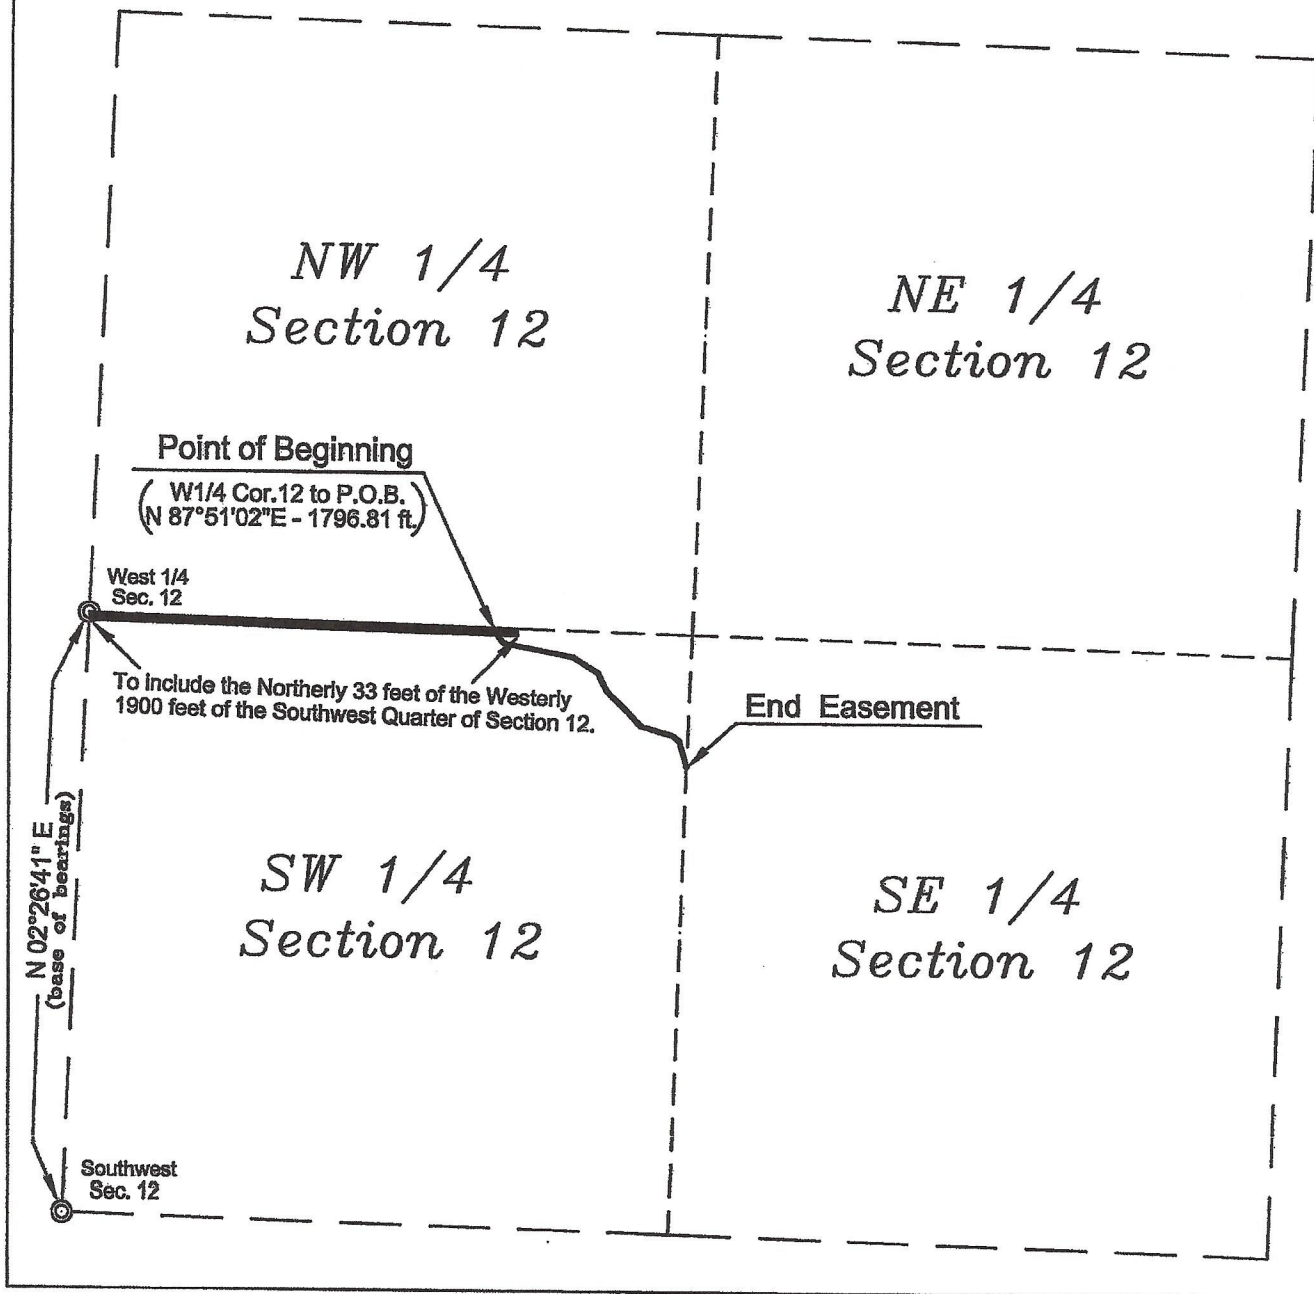 NW 1/4
Section 12
NE 1/4
Section 12
Point of Beginning
( W1/4 Cor.12 to P.O.B.
N 87°51'02"E - 1796.81 ft.)
West 1/4
Sec. 12
To include the Northerly 33 feet of the Westerly
1900 feet of the Southwest Quarter of Section 12.
End Easement
N 02°26'41" E
(base of bearings)
SW 1/4
Section 12
SE 1/4
Section 12
Southwest
Sec. 12